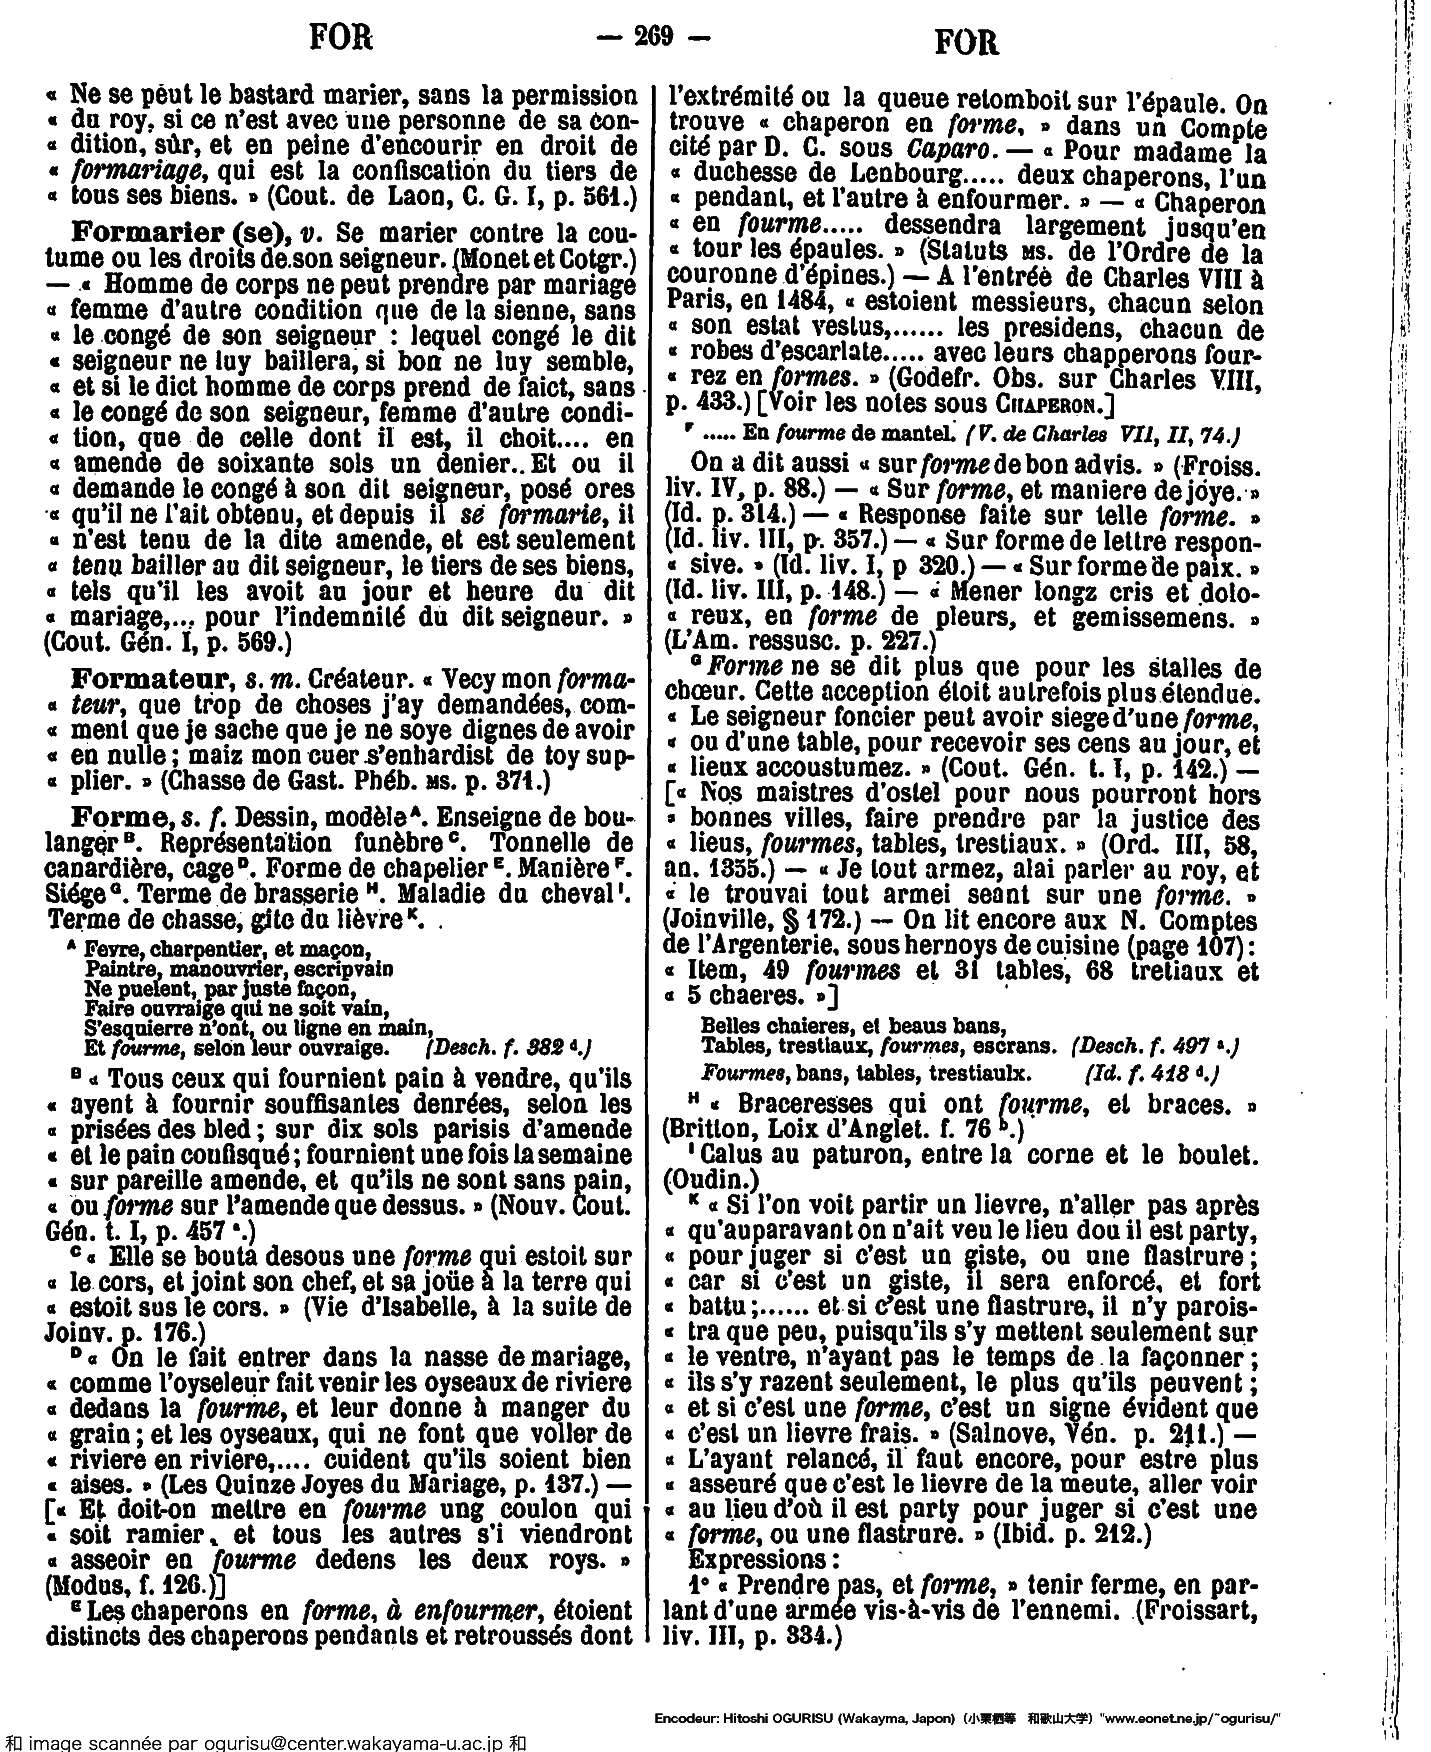 FOR — 269 — FOR
« Ne se peut le bastard marier, sans la permission
« du roy, si ce n'est avec une personne de sa con-
« dition, sûr, et en peine d'encourir en droit de
« formariage, qui est la confiscation du tiers de
« tous ses biens. » (Cout. de Laon, C. G. I, p. 561.)
Formarier (se), v. Se marier contre la cou-
tume ou les droits de son seigneur. (Monet et Cotgr.)
— « Homme de corps ne peut prendre par mariage
« femme d'autre condition que de la sienne, sans
« le congé de son seigneur : lequel congé le dit
« seigneur ne luy baillera, si bon ne luy semble,
« et si le dict homme de corps prend de faict, sans
« le congé de son seigneur, femme d'autre condi-
« tion, que de celle dont il est, il choit.... en
« amende de soixante sols un denier.. Et ou il
« demande le congé à son dit seigneur, posé ores
« qu'il ne l'ait obtenu, et depuis il se formarie, il
« n'est tenu de la dite amende, et est seulement
« tenu bailler au dit seigneur, le tiers de ses biens,
« tels qu'il les avoit au jour et heure du dit
« mariage,... pour l'indemnité du dit seigneur. »
(Cout. Gén. I, p. 569.)
Formateur, s. m. Créateur. « Vecy mon forma-
« teur, que trop de choses j'ay demandées, com-
« ment que je sache que je ne soye dignes de avoir
« en nulle ; maiz mon cuer s'enhardist de toy sup-
« plier. » (Chasse de Gast. Phéb. MS. p. 371.)
Forme, s. f. Dessin, modèle A. Enseigne de bou-
langer B. Représentation funèbre C. Tonnelle de
canardière, cage D. Forme de chapelier E. Manière F.
Siége G. Terme de brasserie H. Maladie du cheval I.
Terme de chasse, gite du lièvre K.
A Fevre, charpentier, et maçon,
Paintre, manouvrier, escripvain
Ne puelent, par juste façon,
Faire ouvraige qui ne soit vain,
S'esquierre n'ont, ou ligne en main,
Et fourme, selon leur ouvraige. (Desch. f. 382 d.)
B « Tous ceux qui fournient pain à vendre, qu'ils
« ayent à fournir souffisantes denrées, selon les
« prisées des bled ; sur dix sols parisis d'amende
« et le pain confisqué ; fournient une fois la semaine
« sur pareille amende, et qu'ils ne sont sans pain,
« ou forme sur l'amende que dessus. » (Nouv. Cout.
Gén. t. I, p. 457 a.)
C « Elle se bouta desous une forme qui estoit sur
« le cors, et joint son chef, et sa joüe à la terre qui
« estoit sus le cors. » (Vie d'Isabelle, à la suite de
Joinv. p. 176.)
D « On le fait entrer dans la nasse de mariage,
« comme l'oyseleur fait venir les oyseaux de riviere
« dedans la fourme, et leur donne à manger du
« grain ; et les oyseaux, qui ne font que voller de
« riviere en riviere,.... cuident qu'ils soient bien
« aises. » (Les Quinze Joyes du Mariage, p. 137.) —
[« Et doit-on mettre en fourme ung coulon qui
« soit ramier, et tous les autres s'i viendront
« asseoir en fourme dedens les deux roys. »
(Modus, f. 126.)]
E Les chaperons en forme, à enfourmer, étoient
distincts des chaperons pendants et retroussés dont
l'extrémité ou la queue retomboit sur l'épaule. On
trouve « chaperon en forme, » dans un Compte
cité par D. C. sous Caparo. — « Pour madame la
« duchesse de Lenbourg..... deux chaperons, l'un
« pendant, et l'autre à enfourmer. » — « Chaperon
« en fourme..... dessendra largement jusqu'en
« tour les épaules. » (Statuts MS. de l'Ordre de la
couronne d'épines.) — A l'entrée de Charles VIII à
Paris, en 1484, « estoient messieurs, chacun selon
« son estat vestus,...... les presidens, chacun de
« robes d'escarlate..... avec leurs chapperons four-
« rez en formes. » (Godefr. Obs. sur Charles VIII,
p. 433.) [Voir les notes sous CHAPERON.]
F ..... En fourme de mantel. (V. de Charles VII, II, 74.)
On a dit aussi « sur forme de bon advis. » (Froiss.
liv. IV, p. 88.) — « Sur forme, et maniere de joye. »
(Id. p. 314.) — « Response faite sur telle forme. »
(Id. liv. III, p. 357.) — « Sur forme de lettre respon-
« sive. » (Id. liv. I, p 320.) — « Sur forme de paix. »
(Id. liv. III, p. 148.) — « Mener longz cris et dolo-
« reux, en forme de pleurs, et gemissemens. »
(L'Am. ressusc. p. 227.)
G Forme ne se dit plus que pour les stalles de
chœur. Cette acception étoit autrefois plus étendue.
« Le seigneur foncier peut avoir siege d'une forme,
« ou d'une table, pour recevoir ses cens au jour, et
« lieux accoustumez. » (Cout. Gén. t. I, p. 142.) —
[« Nos maistres d'ostel pour nous pourront hors
» bonnes villes, faire prendre par la justice des
« lieus, fourmes, tables, trestiaux. » (Ord. III, 58,
an. 1355.) — « Je tout armez, alai parler au roy, et
« le trouvai tout armei seant sur une forme. »
(Joinville, § 172.) — On lit encore aux N. Comptes
de l'Argenterie, sous hernoys de cuisine (page 107) :
« Item, 49 fourmes et 31 tables, 68 tretiaux et
« 5 chaeres. »]
Belles chaieres, et beaus bans,
Tables, trestiaux, fourmes, escrans. (Desch. f. 497 a.)
Fourmes, bans, tables, trestiaulx. (Id. f. 418 d.)
H « Braceresses qui ont fourme, et braces. »
(Britton, Loix d'Anglet. f. 76 b.)
I Calus au paturon, entre la corne et le boulet.
(Oudin.)
K « Si l'on voit partir un lievre, n'aller pas après
« qu'auparavant on n'ait veu le lieu dou il est party,
« pour juger si c'est un giste, ou une flastrure ;
« car si c'est un giste, il sera enforcé, et fort
« battu ;...... et si c'est une flastrure, il n'y parois-
« tra que peu, puisqu'ils s'y mettent seulement sur
« le ventre, n'ayant pas le temps de la façonner ;
« ils s'y razent seulement, le plus qu'ils peuvent ;
« et si c'est une forme, c'est un signe évident que
« c'est un lievre frais. » (Salnove, Vén. p. 211.) —
« L'ayant relancé, il faut encore, pour estre plus
« asseuré que c'est le lievre de la meute, aller voir
« au lieu d'où il est party pour juger si c'est une
« forme, ou une flastrure. » (Ibid. p. 212.)
Expressions :
1° « Prendre pas, et forme, » tenir ferme, en par-
lant d'une armée vis-à-vis de l'ennemi. (Froissart,
liv. III, p. 334.)
Encodeur: Hitoshi OGURISU (Wakayma, Japon) (小栗栖等 和歌山大学) "www.eonet.ne.jp/~ogurisu/"
和 image scannée par ogurisu@center.wakayama-u.ac.jp 和